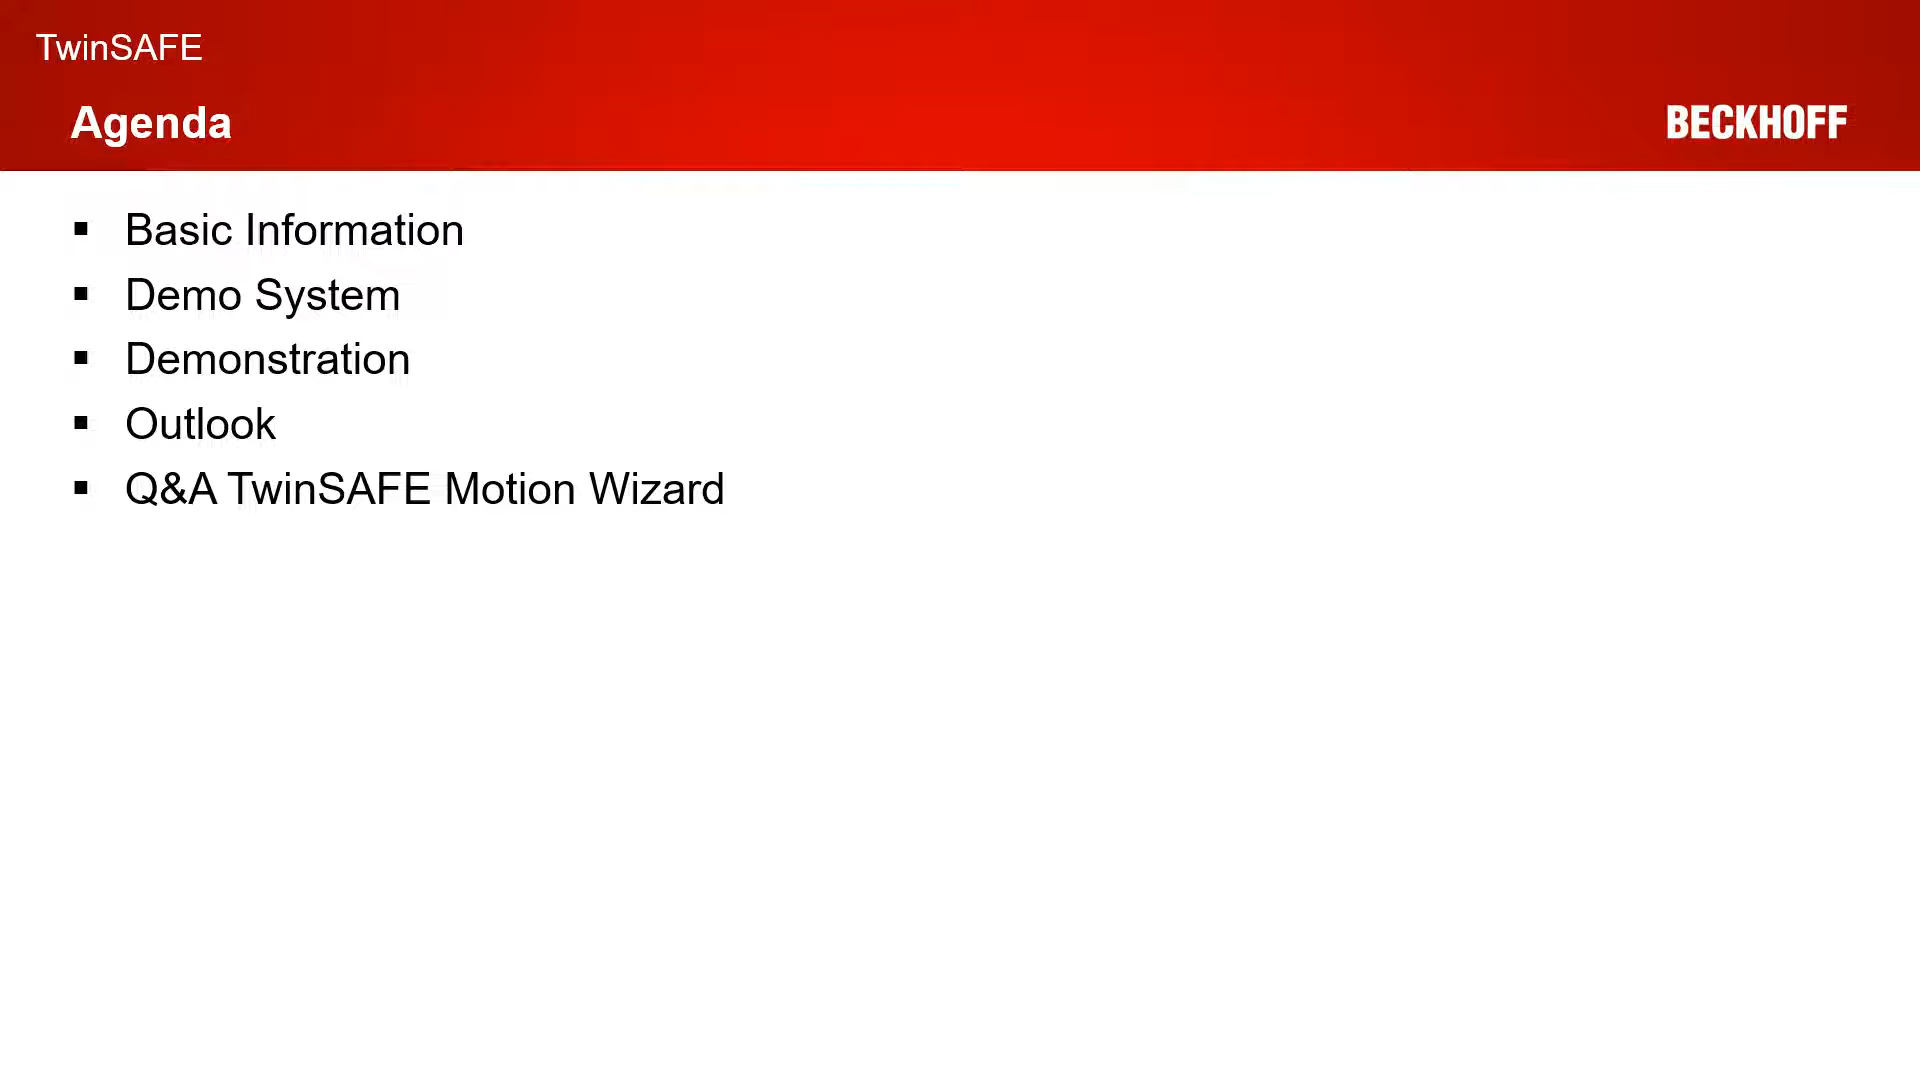 TwinSAFE
Agenda
BECKHOFF
▪ Basic Information
▪ Demo System
▪ Demonstration
▪ Outlook
▪ Q&A TwinSAFE Motion Wizard